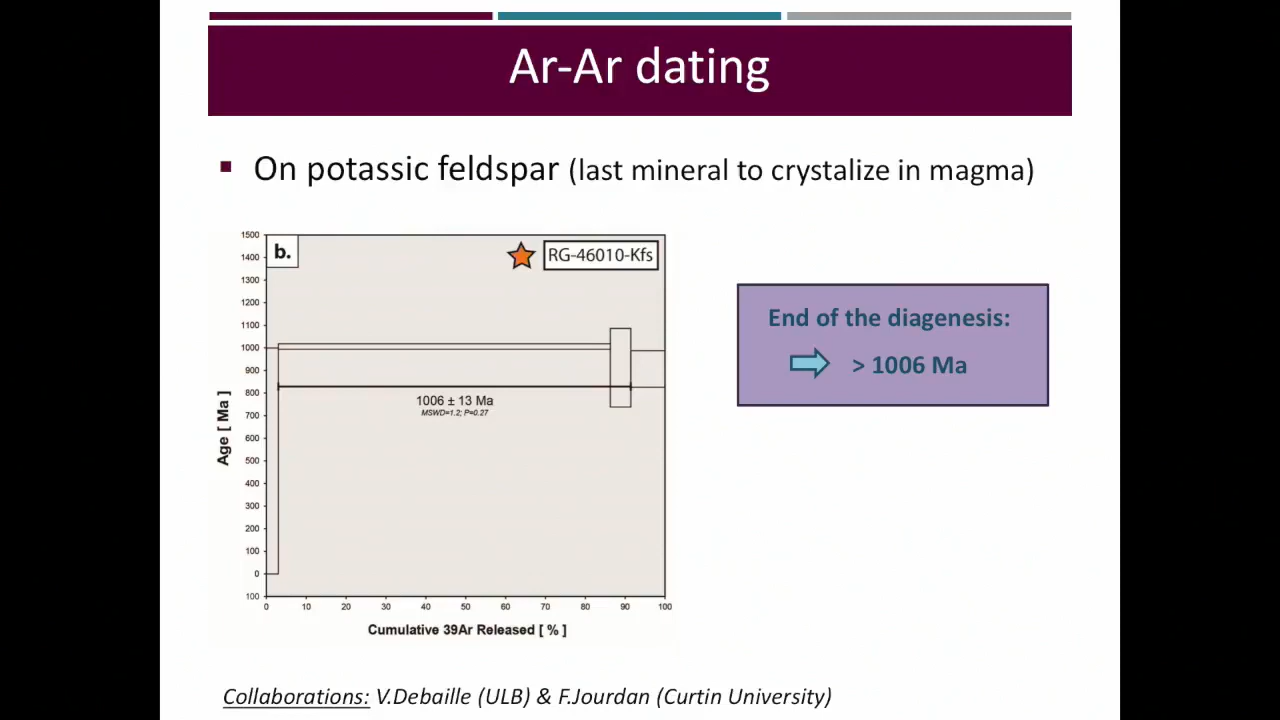 Ar-Ar dating
▪ On potassic feldspar (last mineral to crystalize in magma)
b.
RG-46010-Kfs
1500
1400
1300
1200
1100
1000
900
800
700
600
500
400
300
200
100
0
100
Age [ Ma ]
1006 ± 13 Ma
MSWD=1.2; P=0.27
0 10 20 30 40 50 60 70 80 90 100
Cumulative 39Ar Released [ % ]
End of the diagenesis:
> 1006 Ma
Collaborations: V.Debaille (ULB) & F.Jourdan (Curtin University)